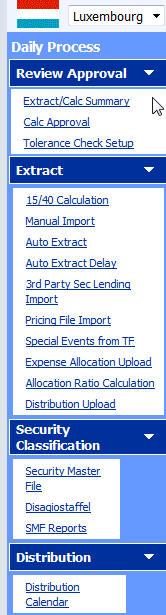 Luxembourg
Daily Process
Review Approval
Extract/Calc Summary
Calc Approval
Tolerance Check Setup
Extract
15/40 Calculation
Manual Import
Auto Extract
Auto Extract Delay
3rd Party Sec Lending
Import
Pricing File Import
Special Events from TF
Expense Allocation Upload
Allocation Ratio Calculation
Distribution Upload
Security
Classification
Security Master
File
Disagiostaffel
SMF Reports
Distribution
Distribution
Calendar